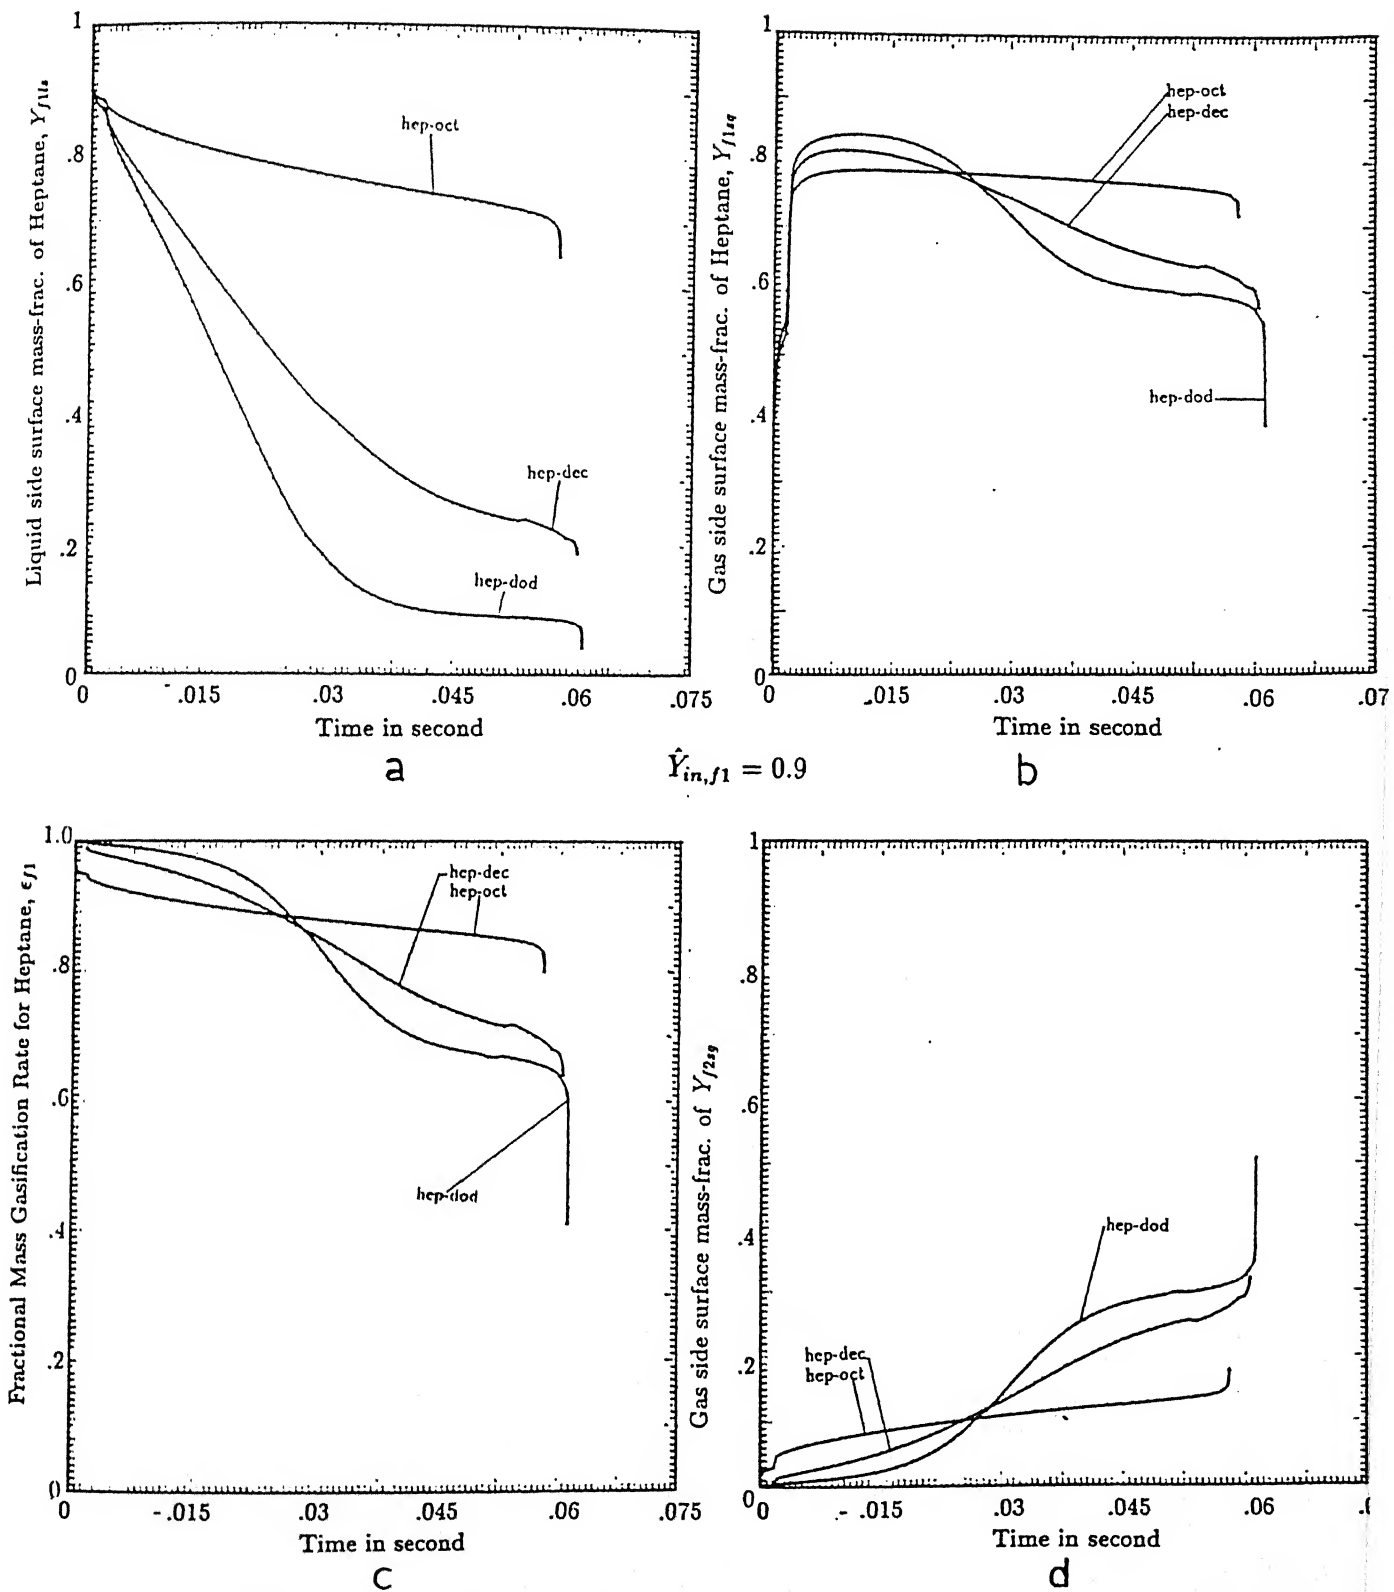 Liquid side surface mass-frac. of Heptane, Y_{f1ls}
1
.8
.6
.4
.2
0
hep-oct
hep-dec
hep-dod
0 .015 .03 .045 .06 .075
Time in second
a
Gas side surface mass-frac. of Heptane, Y_{f1sg}
1
.8
.6
.4
.2
0
hep-oct
hep-dec
hep-dod
0 .015 .03 .045 .06 .07
Time in second
b
Ŷ_{in,f1} = 0.9
Fractional Mass Gasification Rate for Heptane, ϵ_{f1}
1.0
.8
.6
.4
.2
0
hep-dec
hep-oct
hep-dod
0 .015 .03 .045 .06 .075
Time in second
c
Gas side surface mass-frac. of Y_{f2sg}
1
.8
.6
.4
.2
0
hep-dod
hep-dec
hep-oct
0 .015 .03 .045 .06
Time in second
d